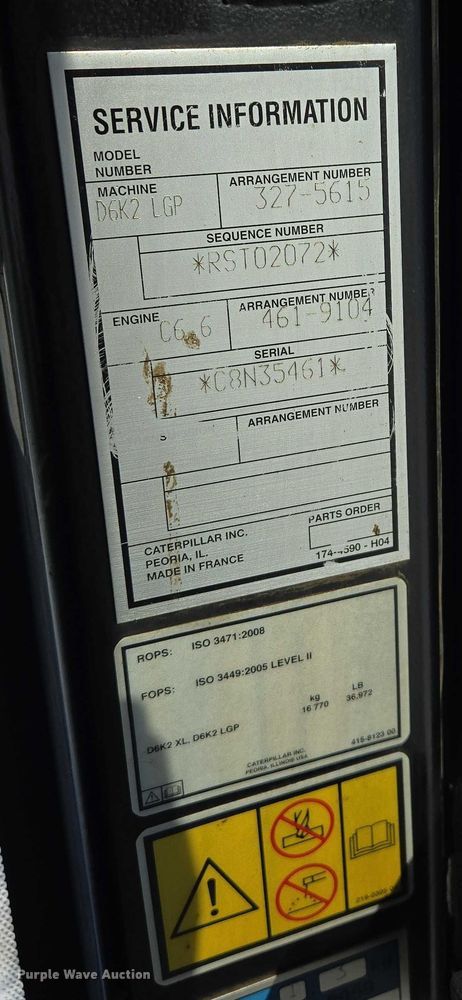 SERVICE INFORMATION
MODEL
NUMBER
MACHINE
ARRANGEMENT NUMBER
D6K2 LGP
327-5615
SEQUENCE NUMBER
*RST02072*
ENGINE
C6.6
ARRANGEMENT NUMBER
461-9104
SERIAL
*C8N35461*
ARRANGEMENT NUMBER
CATERPILLAR INC.
PEORIA, IL.
MADE IN FRANCE
PARTS ORDER
ROPS: ISO 3471:2008
FOPS: ISO 3449:2005 LEVEL II
kg LB
16 770 36,972
D6K2 XL, D6K2 LGP
CATERPILLAR INC.
PEORIA, ILLINOIS USA
Purple Wave Auction